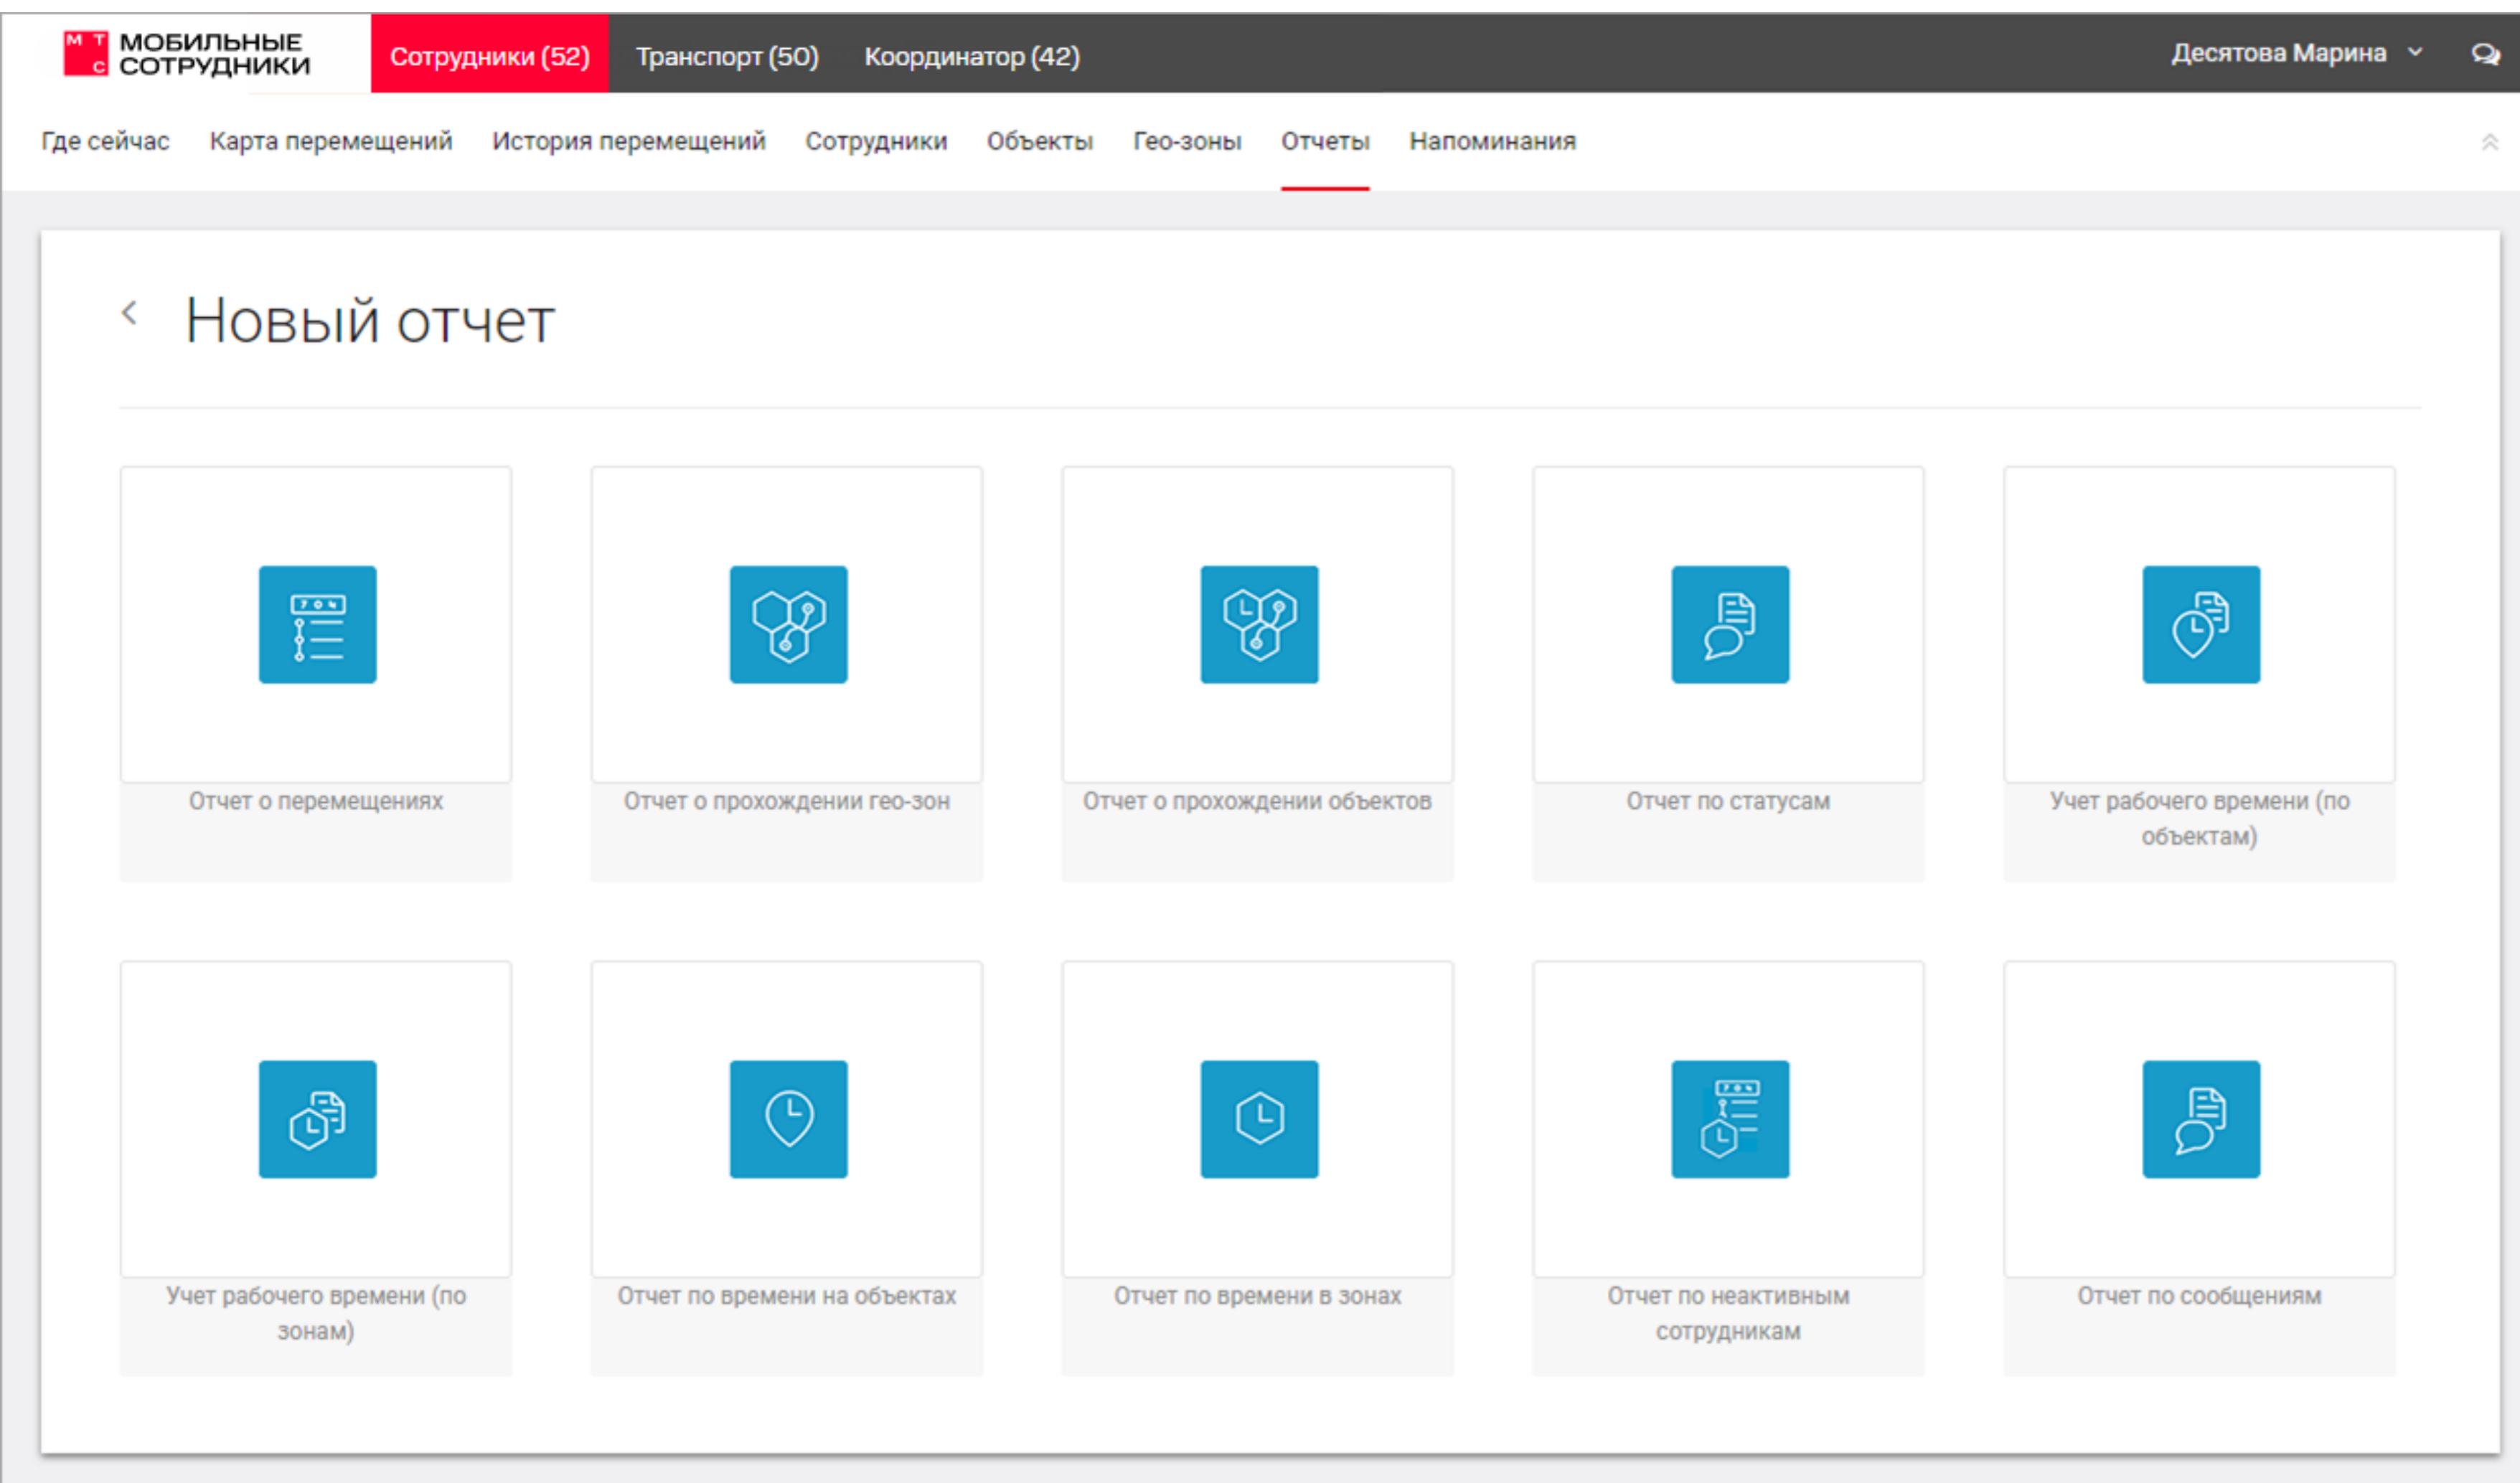 МТС МОБИЛЬНЫЕ СОТРУДНИКИ
Сотрудники (52) Транспорт (50) Координатор (42) Десятова Марина
Где сейчас Карта перемещений История перемещений Сотрудники Объекты Гео-зоны Отчеты Напоминания
Новый отчет
704
Отчет о перемещениях
Отчет о прохождении гео-зон
Отчет о прохождении объектов
Отчет по статусам
Учет рабочего времени (по
объектам)
704
Учет рабочего времени (по
зонам)
Отчет по времени на объектах
Отчет по времени в зонах
Отчет по неактивным
сотрудникам
Отчет по сообщениям